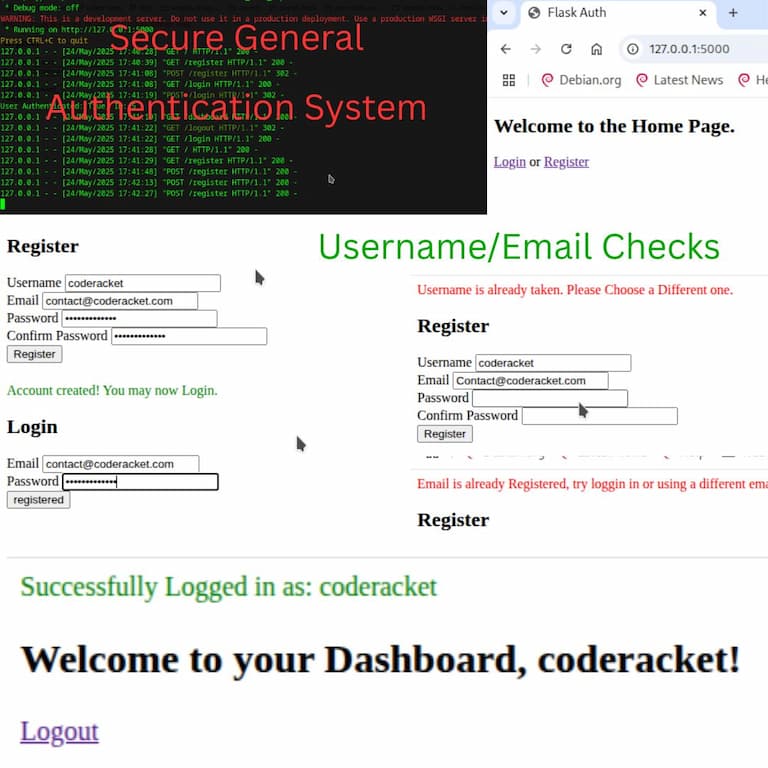 * Debug mode: off
WARNING: This is a development server. Do not use it in a production deployment. Use a production WSGI server in
* Running on http://127.0.0.1:5000
Press CTRL+C to quit
127.0.0.1 - - [24/May/2025 17:40:28] "GET / HTTP/1.1" 200 -
127.0.0.1 - - [24/May/2025 17:40:39] "GET /register HTTP/1.1" 200 -
127.0.0.1 - - [24/May/2025 17:41:08] "POST /register HTTP/1.1" 302 -
127.0.0.1 - - [24/May/2025 17:41:08] "GET /login HTTP/1.1" 200 -
127.0.0.1 - - [24/May/2025 17:41:19] "POST /login HTTP/1.1" 302 -
User Authenticated:
127.0.0.1 - - [24/May/2025 17:41:19] "GET /dashboard HTTP/1.1" 200 -
127.0.0.1 - - [24/May/2025 17:41:22] "GET /logout HTTP/1.1" 302 -
127.0.0.1 - - [24/May/2025 17:41:22] "GET /login HTTP/1.1" 200 -
127.0.0.1 - - [24/May/2025 17:41:28] "GET / HTTP/1.1" 200 -
127.0.0.1 - - [24/May/2025 17:41:29] "GET /register HTTP/1.1" 200 -
127.0.0.1 - - [24/May/2025 17:41:48] "POST /register HTTP/1.1" 200 -
127.0.0.1 - - [24/May/2025 17:42:13] "POST /register HTTP/1.1" 200 -
127.0.0.1 - - [24/May/2025 17:42:27] "POST /register HTTP/1.1" 200 -
Secure General
Authentication System
Flask Auth
127.0.0.1:5000
Debian.org Latest News He
Welcome to the Home Page.
Login or Register
Username/Email Checks
Register
Username coderacket
Email contact@coderacket.com
Password •••••••••••••
Confirm Password •••••••••••••
Register
Account created! You may now Login.
Login
Email contact@coderacket.com
Password •••••••••••••
registered
Username is already taken. Please Choose a Different one.
Register
Username coderacket
Email Contact@coderacket.com
Password
Confirm Password
Register
Email is already Registered, try loggin in or using a different ema
Register
Successfully Logged in as: coderacket
Welcome to your Dashboard, coderacket!
Logout